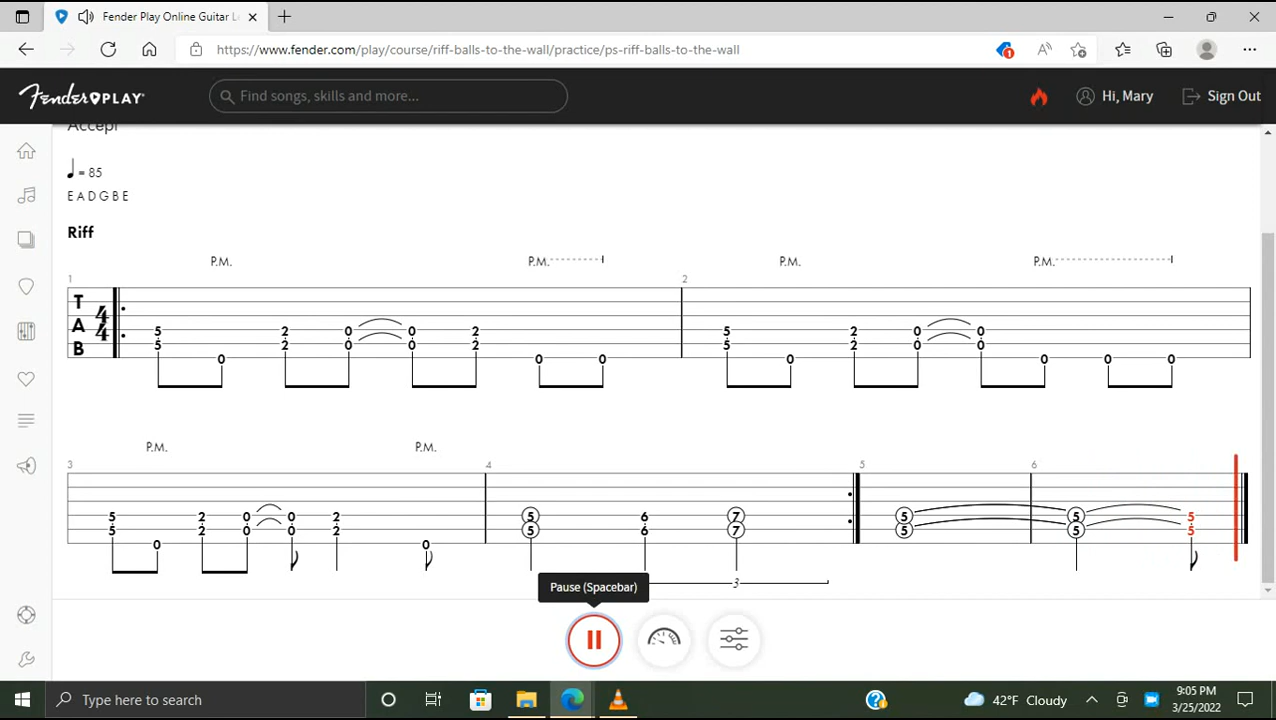 Fender Play Online Guitar L
https://www.fender.com/play/course/riff-balls-to-the-wall/practice/ps-riff-balls-to-the-wall
1
Fender PLAY
Find songs, skills and more...
Hi, Mary
Sign Out
Accept
= 85
E A D G B E
Riff
P.M. P.M. P.M. P.M.
1 2
T A B
4 4
5 2 0 0 2 5 2 0 0
5 2 0 0 2 5 2 0 0
0 0 0 0 0 0 0
P.M. P.M.
3 4 5 6
5 2 0 0 2 5 6 7 5 5 5
5 2 0 0 2 5 6 7 5 5 5
0 0
3
Pause (Spacebar)
Type here to search
42°F Cloudy
9:05 PM
3/25/2022